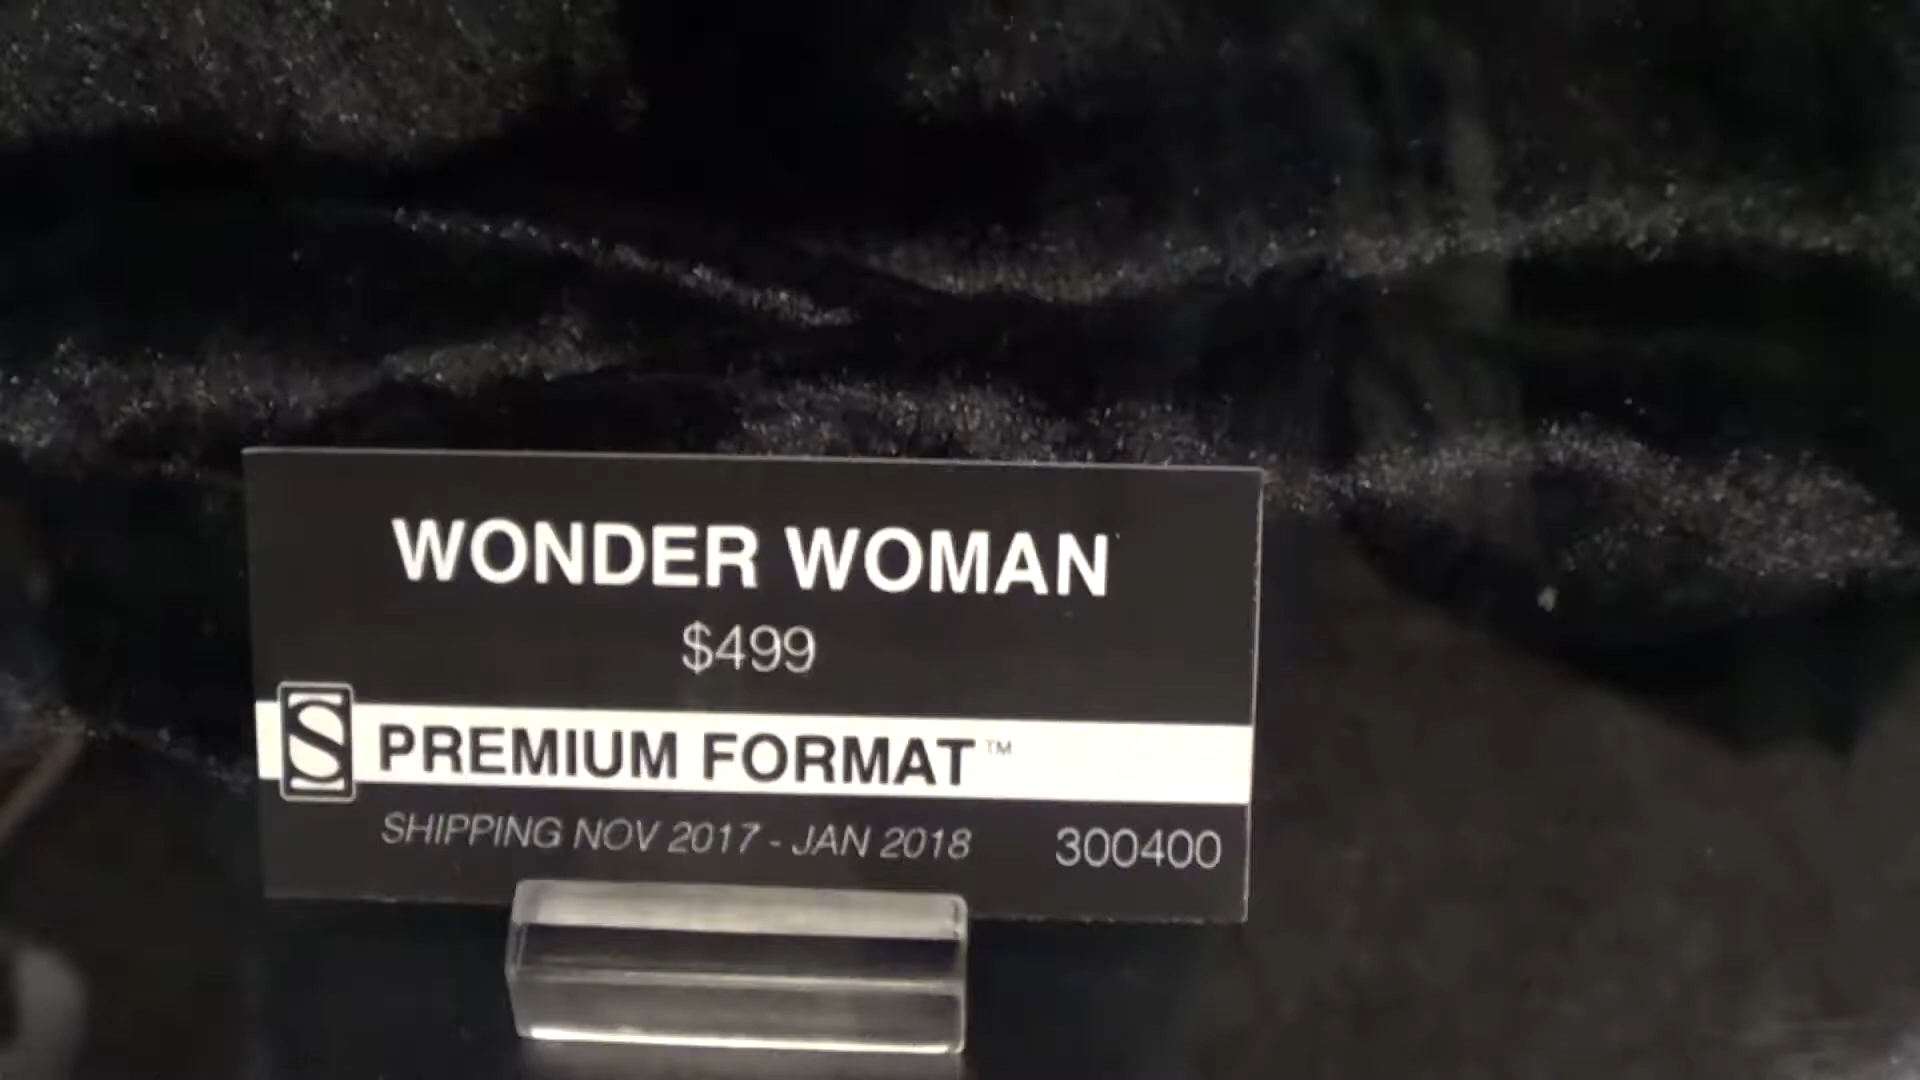 WONDER WOMAN
$499
S PREMIUM FORMAT™
SHIPPING NOV 2017 - JAN 2018 300400